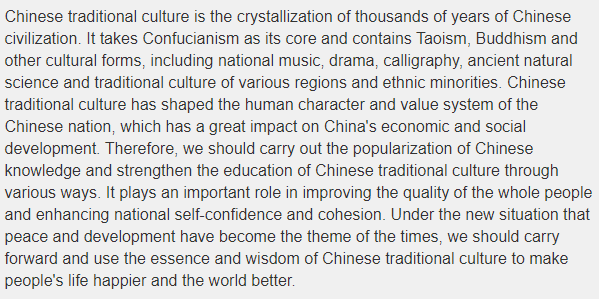 Chinese traditional culture is the crystallization of thousands of years of Chinese
civilization. It takes Confucianism as its core and contains Taoism, Buddhism and
other cultural forms, including national music, drama, calligraphy, ancient natural
science and traditional culture of various regions and ethnic minorities. Chinese
traditional culture has shaped the human character and value system of the
Chinese nation, which has a great impact on China's economic and social
development. Therefore, we should carry out the popularization of Chinese
knowledge and strengthen the education of Chinese traditional culture through
various ways. It plays an important role in improving the quality of the whole people
and enhancing national self-confidence and cohesion. Under the new situation that
peace and development have become the theme of the times, we should carry
forward and use the essence and wisdom of Chinese traditional culture to make
people's life happier and the world better.